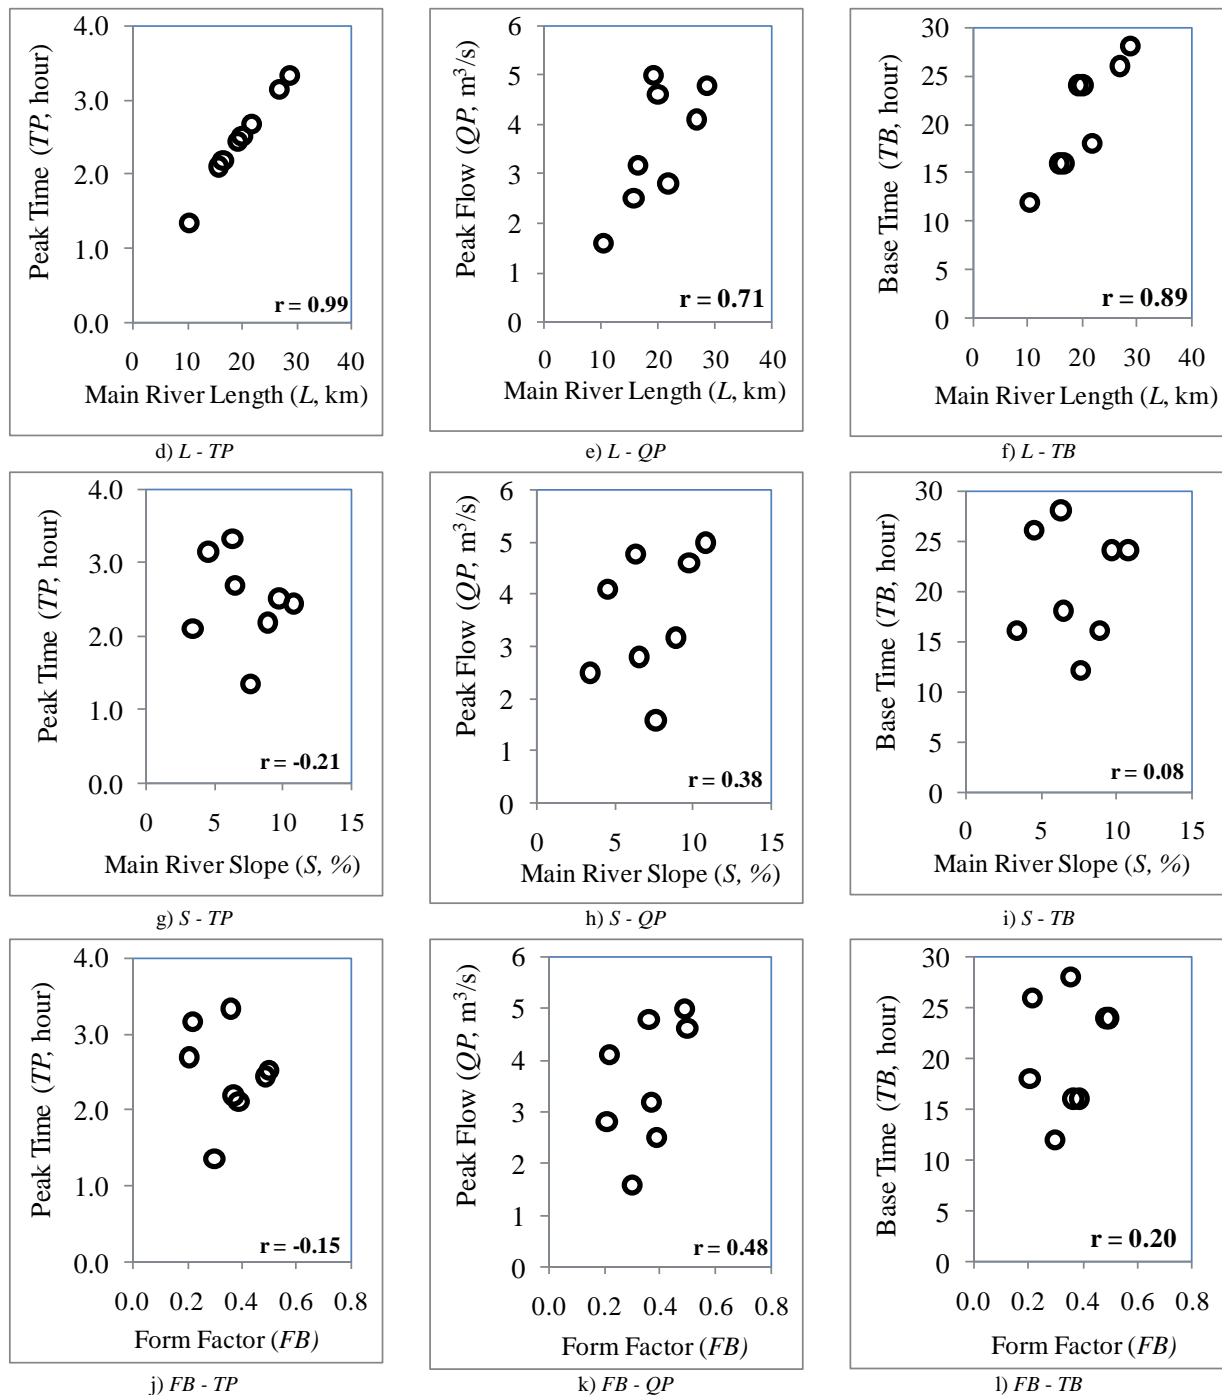 4.0
3.0
2.0
1.0
0.0
Peak Time (TP, hour)
r = 0.99
0 10 20 30 40
Main River Length (L, km)
d) L - TP
6
5
4
3
2
1
0
Peak Flow (QP, m³/s)
r = 0.71
0 10 20 30 40
Main River Length (L, km)
e) L - QP
30
25
20
15
10
5
0
Base Time (TB, hour)
r = 0.89
0 10 20 30 40
Main River Length (L, km)
f) L - TB
4.0
3.0
2.0
1.0
0.0
Peak Time (TP, hour)
r = -0.21
0 5 10 15
Main River Slope (S, %)
g) S - TP
6
5
4
3
2
1
0
Peak Flow (QP, m³/s)
r = 0.38
0 5 10 15
Main River Slope (S, %)
h) S - QP
30
25
20
15
10
5
0
Base Time (TB, hour)
r = 0.08
0 5 10 15
Main River Slope (S, %)
i) S - TB
4.0
3.0
2.0
1.0
0.0
Peak Time (TP, hour)
r = -0.15
0.0 0.2 0.4 0.6 0.8
Form Factor (FB)
j) FB - TP
6
5
4
3
2
1
0
Peak Flow (QP, m³/s)
r = 0.48
0.0 0.2 0.4 0.6 0.8
Form Factor (FB)
k) FB - QP
30
25
20
15
10
5
0
Base Time (TB, hour)
r = 0.20
0.0 0.2 0.4 0.6 0.8
Form Factor (FB)
l) FB - TB